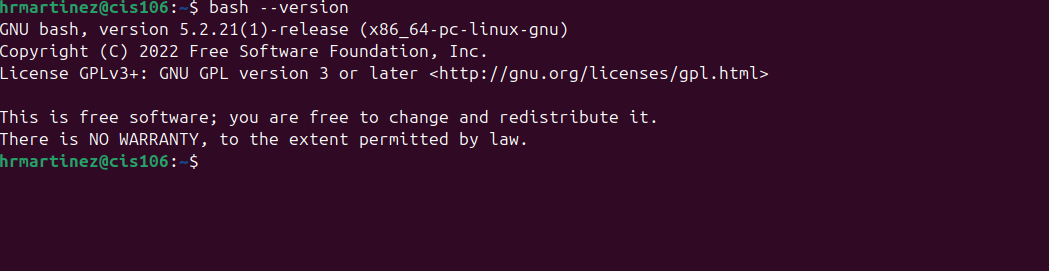 hrmartinez@cis106:~$ bash --version
GNU bash, version 5.2.21(1)-release (x86_64-pc-linux-gnu)
Copyright (C) 2022 Free Software Foundation, Inc.
License GPLv3+: GNU GPL version 3 or later <http://gnu.org/licenses/gpl.html>

This is free software; you are free to change and redistribute it.
There is NO WARRANTY, to the extent permitted by law.
hrmartinez@cis106:~$